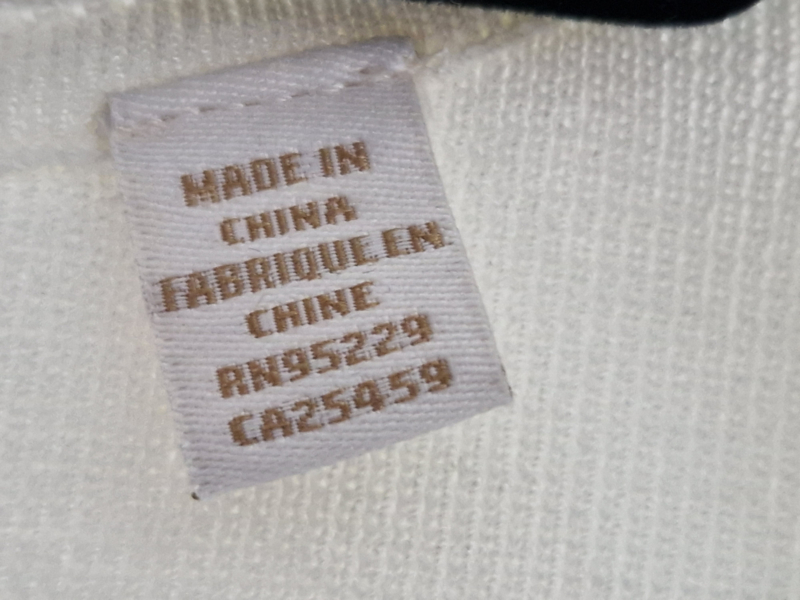 MADE IN
CHINA
FABRIQUE EN
CHINE
RN95229
CA25959